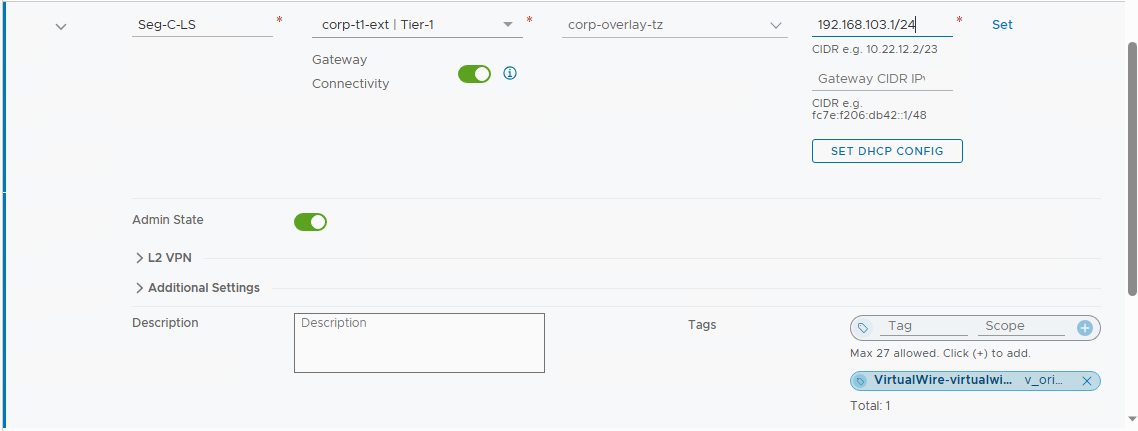 Seg-C-LS * corp-t1-ext | Tier-1 * corp-overlay-tz 192.168.103.1/24 * Set
CIDR e.g. 10.22.12.2/23
Gateway
Connectivity
Gateway CIDR IPv
CIDR e.g.
fc7e:f206:db42::1/48
SET DHCP CONFIG
Admin State
L2 VPN
Additional Settings
Description Description Tags Tag Scope
Max 27 allowed. Click (+) to add.
VirtualWire-virtualwi... v_ori...
Total: 1